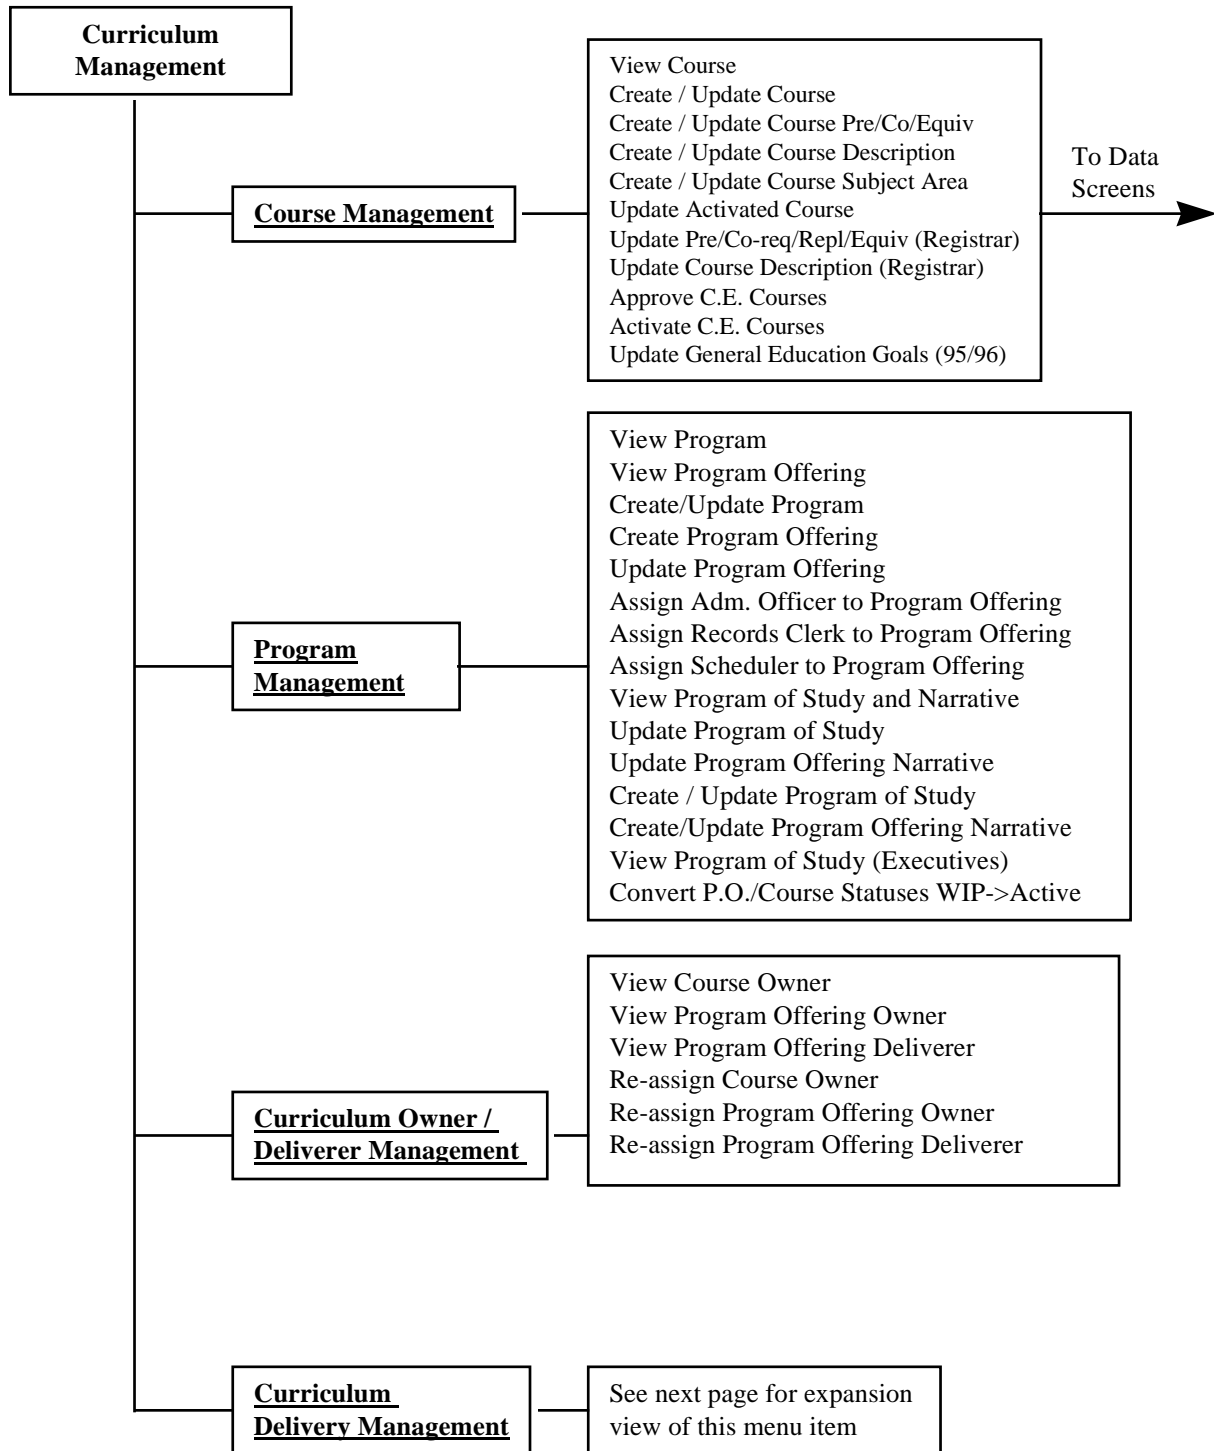 Curriculum
Management
View Course
Create / Update Course
Create / Update Course Pre/Co/Equiv
Create / Update Course Description
Create / Update Course Subject Area
Update Activated Course
Update Pre/Co-req/Repl/Equiv (Registrar)
Update Course Description (Registrar)
Approve C.E. Courses
Activate C.E. Courses
Update General Education Goals (95/96)
To Data
Screens
Course Management
View Program
View Program Offering
Create/Update Program
Create Program Offering
Update Program Offering
Assign Adm. Officer to Program Offering
Assign Records Clerk to Program Offering
Assign Scheduler to Program Offering
View Program of Study and Narrative
Update Program of Study
Update Program Offering Narrative
Create / Update Program of Study
Create/Update Program Offering Narrative
View Program of Study (Executives)
Convert P.O./Course Statuses WIP->Active
Program
Management
View Course Owner
View Program Offering Owner
View Program Offering Deliverer
Re-assign Course Owner
Re-assign Program Offering Owner
Re-assign Program Offering Deliverer
Curriculum Owner /
Deliverer Management
Curriculum
Delivery Management
See next page for expansion
view of this menu item